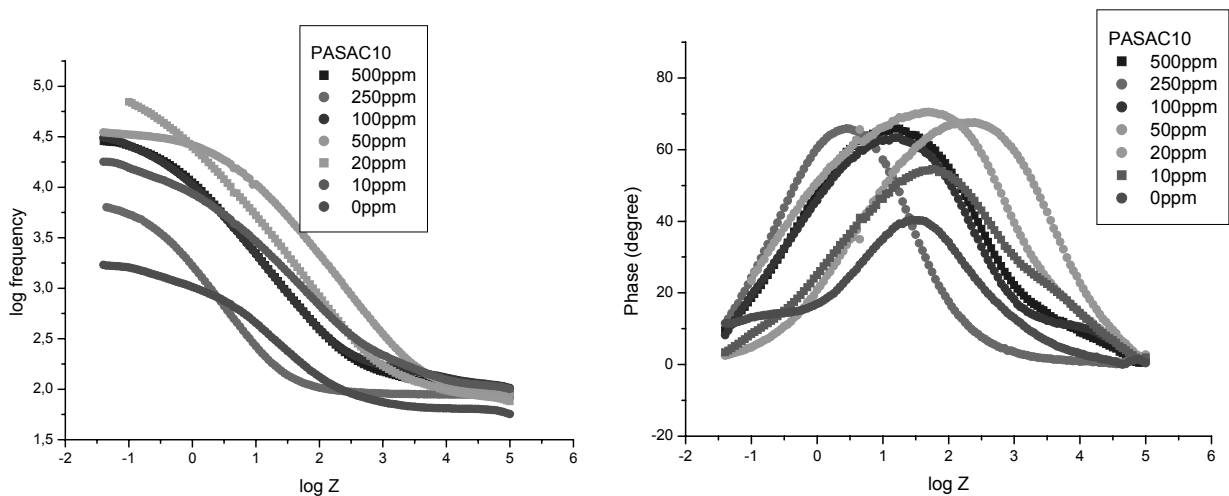 PASAC10
500ppm
250ppm
100ppm
50ppm
20ppm
10ppm
0ppm
5,0
4,5
4,0
3,5
3,0
2,5
2,0
1,5
log frequency
-2 -1 0 1 2 3 4 5 6
log Z
PASAC10
500ppm
250ppm
100ppm
50ppm
20ppm
10ppm
0ppm
80
60
40
20
0
-20
Phase (degree)
-2 -1 0 1 2 3 4 5 6
log Z